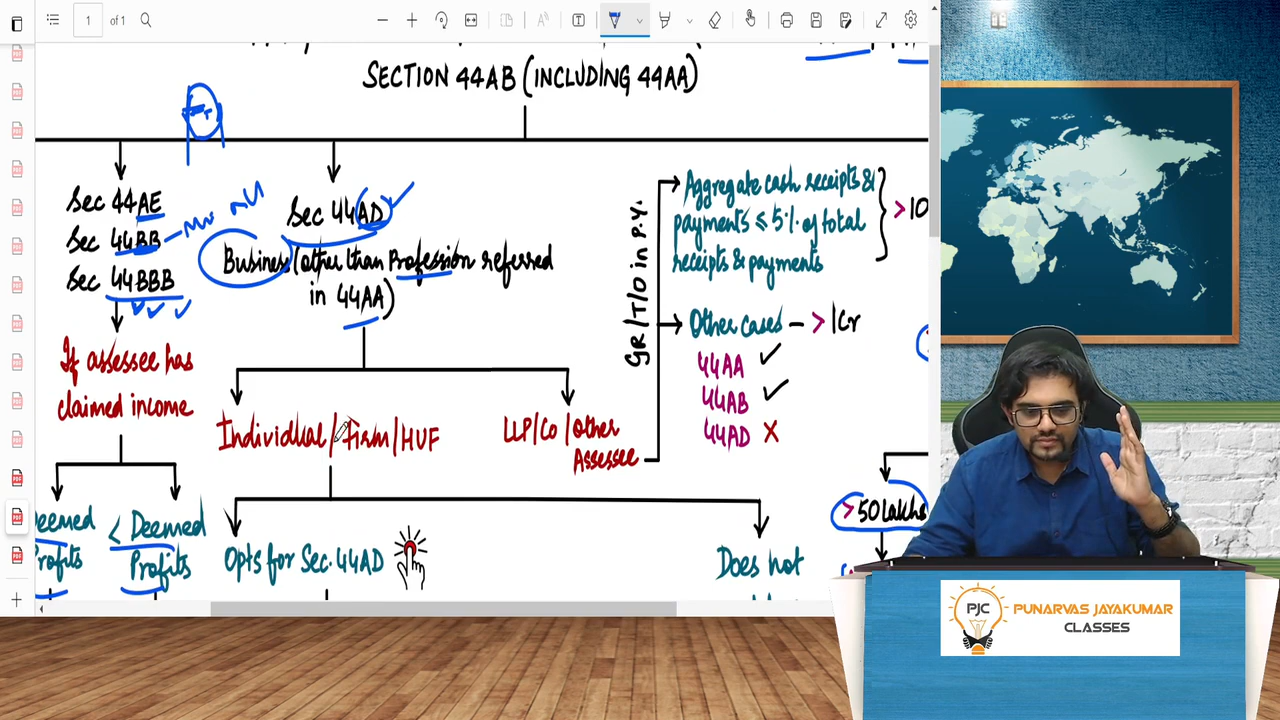 1 of 1
SECTION 44AB (INCLUDING 44AA)
Sec 44AE
Sec 44BB
Sec 44BBB
If assessee has
claimed income
Deemed
Profits
< Deemed
Profits
Sec 44AD
Business (other than Profession referred
in 44AA)
Individual / Firm / HUF
LLP/Co / other
Assessee
Opts for Sec. 44AD
Does not
GR / T/O in P.Y.
Aggregate cash receipts &
payments ≤ 5% of total
receipts & payments
> 10
Other cases - > 1Cr
44AA ✓
44AB ✓
44AD X
> 50 lakhs
PJC
PUNARVAS JAYAKUMAR
CLASSES